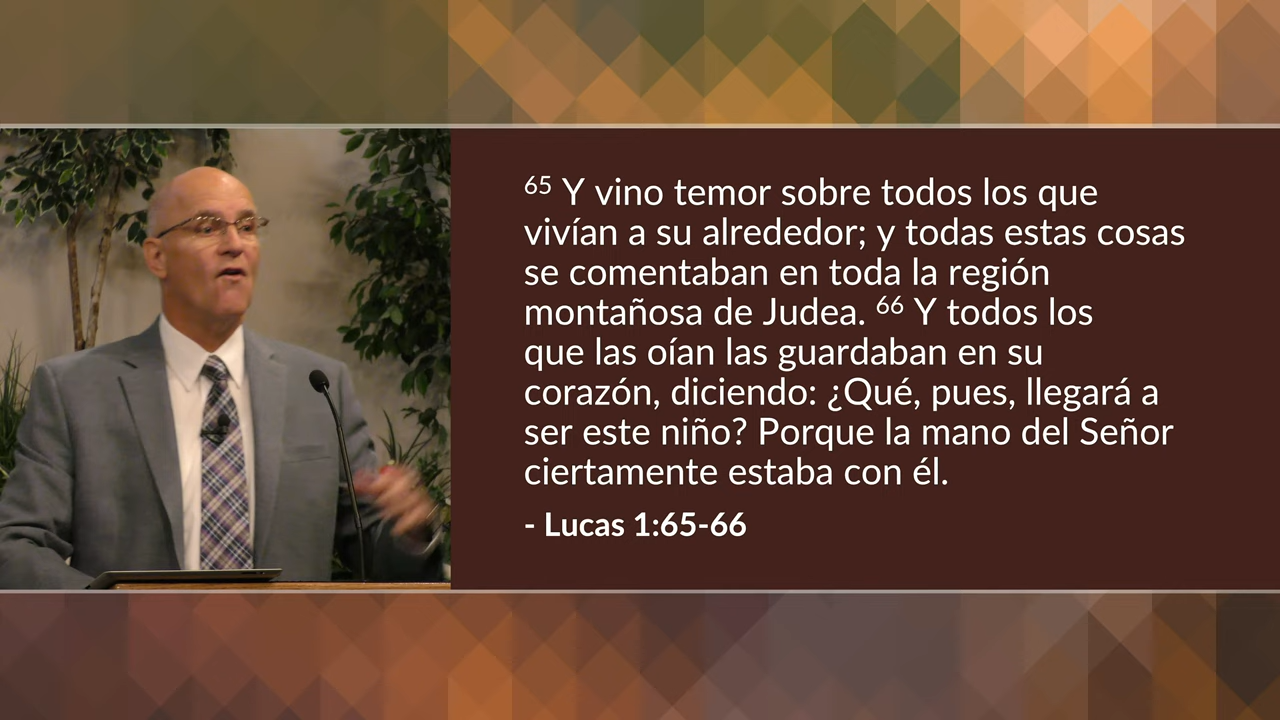 65 Y vino temor sobre todos los que
vivían a su alrededor; y todas estas cosas
se comentaban en toda la región
montañosa de Judea. 66 Y todos los
que las oían las guardaban en su
corazón, diciendo: ¿Qué, pues, llegará a
ser este niño? Porque la mano del Señor
ciertamente estaba con él.
- Lucas 1:65-66